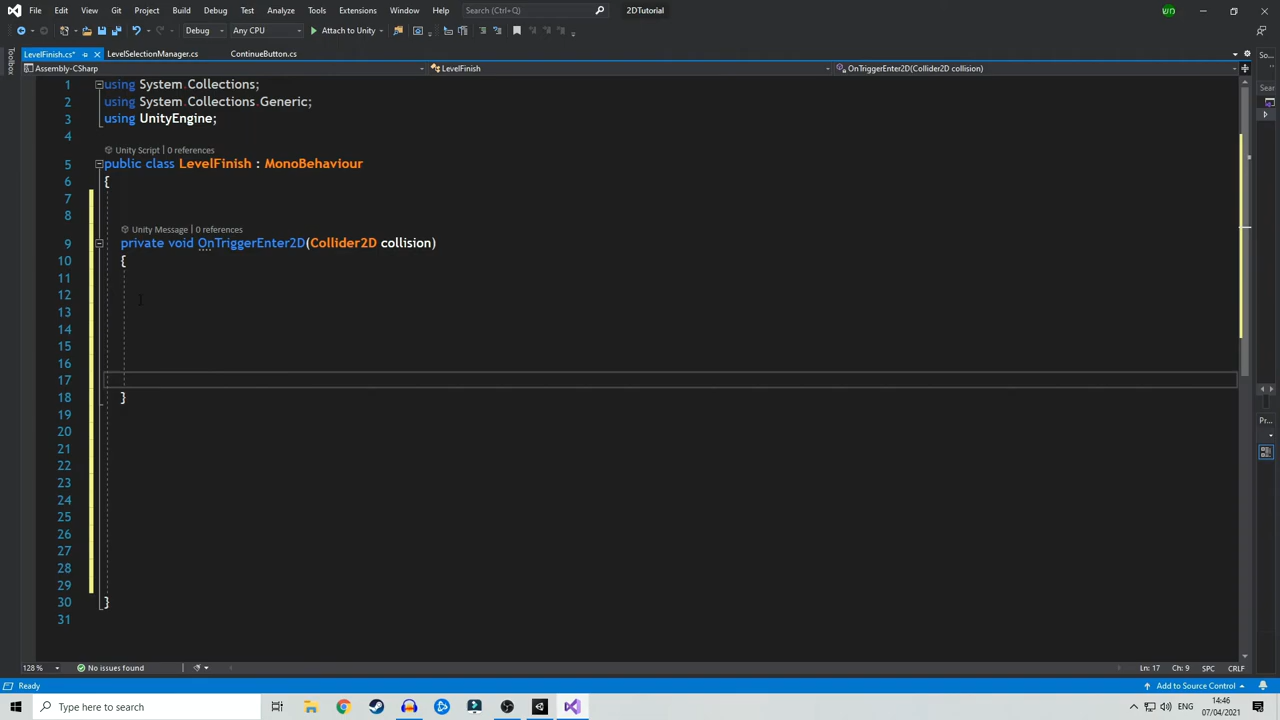 File Edit View Git Project Build Debug Test Analyze Tools Extensions Window Help Search (Ctrl+Q) 2DTutorial מש
Debug Any CPU Attach to Unity
LevelFinish.cs* LevelSelectionManager.cs ContinueButton.cs So...
Assembly-CSharp LevelFinish OnTriggerEnter2D(Collider2D collision)
Toolbox
Sear
1 using System.Collections;
2 using System.Collections.Generic;
3 using UnityEngine;
4
Unity Script | 0 references
5 public class LevelFinish : MonoBehaviour
6 {
7
8
Unity Message | 0 references
9 private void OnTriggerEnter2D(Collider2D collision)
10 {
11
12
13
14
15
16
17
18 }
19
20
21
22
23
24
25
26
27
28
29
30 }
31
Pr...
128 % No issues found Ln: 17 Ch: 9 SPC CRLF
Ready Add to Source Control
Type here to search ENG 14:46
07/04/2021